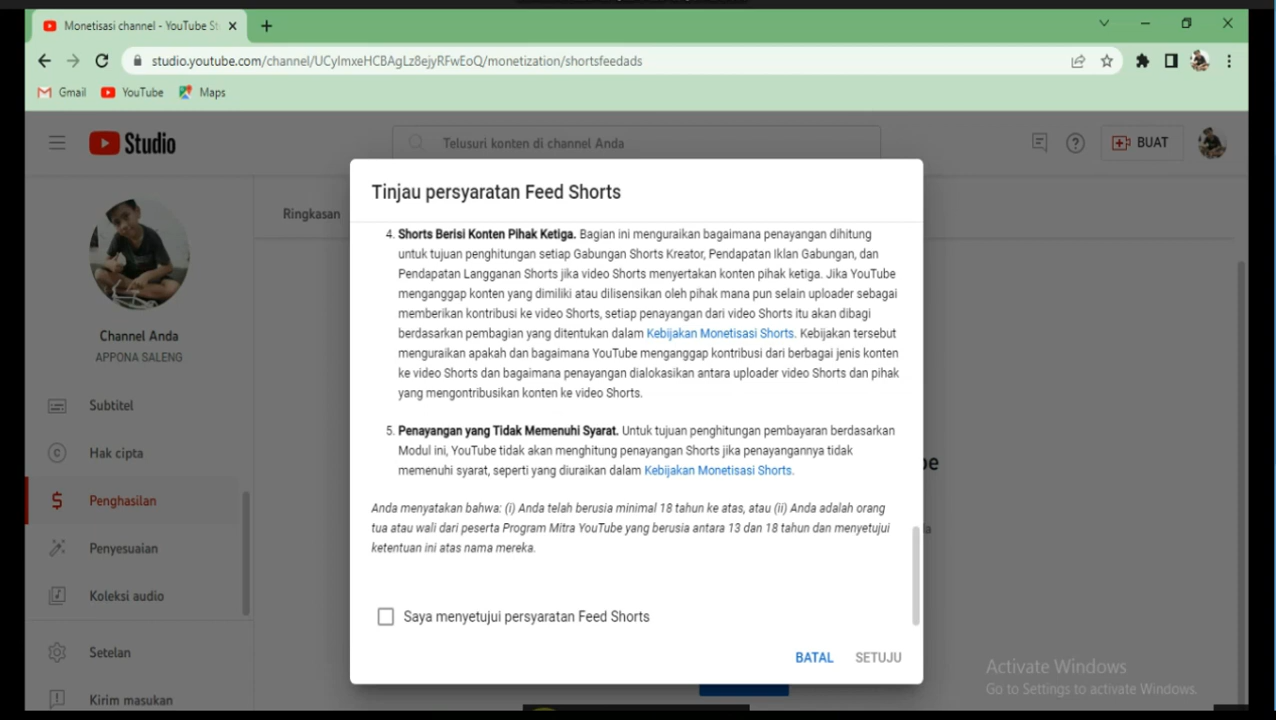 Monetisasi channel - YouTube St
studio.youtube.com/channel/UCylmxeHCBAgLz8ejyRFwEoQ/monetization/shortsfeedads
Gmail YouTube Maps
Studio
Telusuri konten di channel Anda
BUAT
Ringkasan
Channel Anda
APPONA SALENG
Subtitel
Hak cipta
Penghasilan
Penyesuaian
Koleksi audio
Setelan
Kirim masukan
Tinjau persyaratan Feed Shorts
4. Shorts Berisi Konten Pihak Ketiga. Bagian ini menguraikan bagaimana penayangan dihitung
untuk tujuan penghitungan setiap Gabungan Shorts Kreator, Pendapatan Iklan Gabungan, dan
Pendapatan Langganan Shorts jika video Shorts menyertakan konten pihak ketiga. Jika YouTube
menganggap konten yang dimiliki atau dilisensikan oleh pihak mana pun selain uploader sebagai
memberikan kontribusi ke video Shorts, setiap penayangan dari video Shorts itu akan dibagi
berdasarkan pembagian yang ditentukan dalam Kebijakan Monetisasi Shorts. Kebijakan tersebut
menguraikan apakah dan bagaimana YouTube menganggap kontribusi dari berbagai jenis konten
ke video Shorts dan bagaimana penayangan dialokasikan antara uploader video Shorts dan pihak
yang mengontribusikan konten ke video Shorts.
5. Penayangan yang Tidak Memenuhi Syarat. Untuk tujuan penghitungan pembayaran berdasarkan
Modul ini, YouTube tidak akan menghitung penayangan Shorts jika penayangannya tidak
memenuhi syarat, seperti yang diuraikan dalam Kebijakan Monetisasi Shorts.
Anda menyatakan bahwa: (i) Anda telah berusia minimal 18 tahun ke atas, atau (ii) Anda adalah orang
tua atau wali dari peserta Program Mitra YouTube yang berusia antara 13 dan 18 tahun dan menyetujui
ketentuan ini atas nama mereka.
Saya menyetujui persyaratan Feed Shorts
BATAL SETUJU
Activate Windows
Go to Settings to activate Windows.